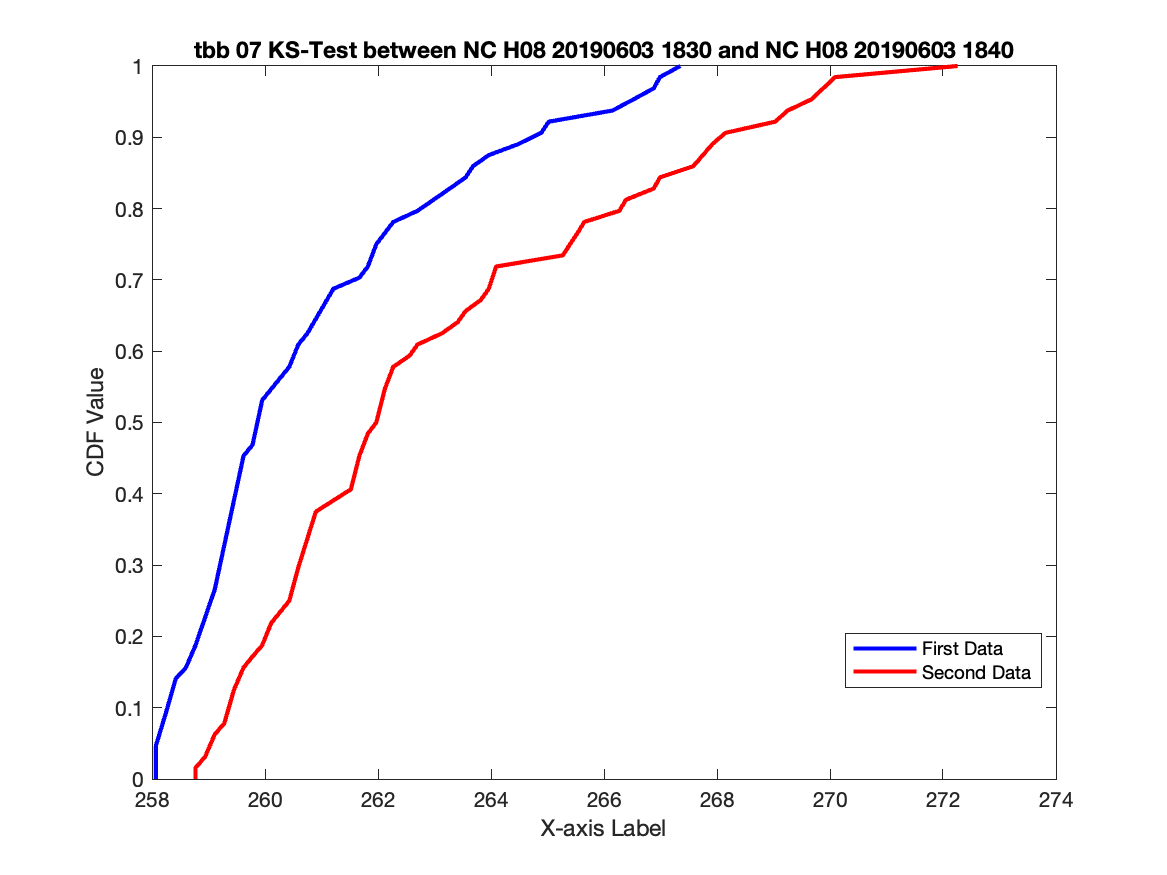 tbb 07 KS-Test between NC H08 20190603 1830 and NC H08 20190603 1840
1
0.9
0.8
0.7
0.6
0.5
0.4
0.3
0.2
0.1
0
CDF Value
First Data
Second Data
258 260 262 264 266 268 270 272 274
X-axis Label